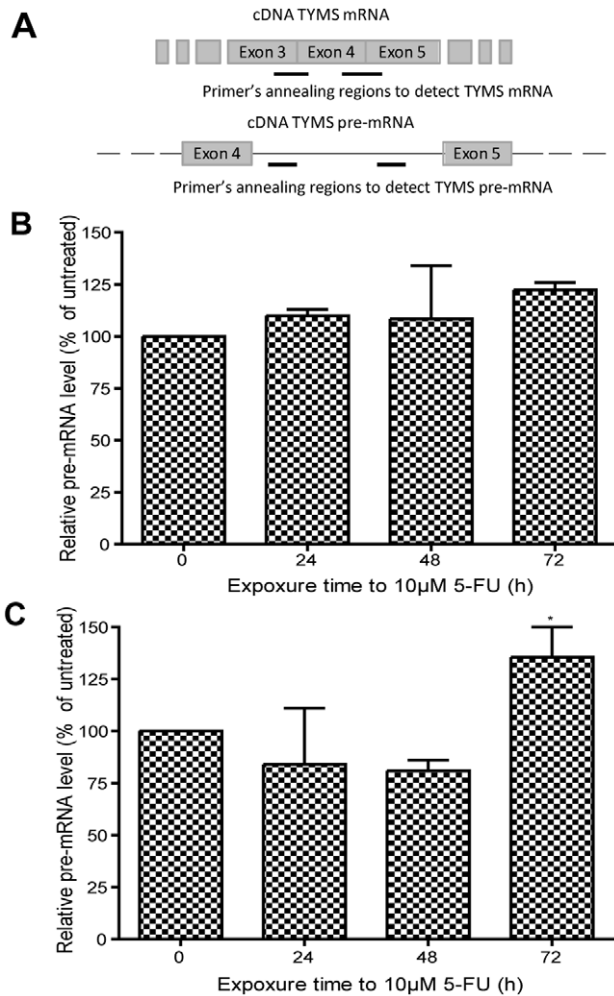 A
cDNA TYMS mRNA
Exon 3 Exon 4 Exon 5
Primer's annealing regions to detect TYMS mRNA
cDNA TYMS pre-mRNA
Exon 4 Exon 5
Primer's annealing regions to detect TYMS pre-mRNA
B
Relative pre-mRNA level (% of untreated)
150
125
100
75
50
25
0
0 24 48 72
Expoxure time to 10µM 5-FU (h)
C
Relative pre-mRNA level (% of untreated)
150
125
100
75
50
25
0
*
0 24 48 72
Expoxure time to 10µM 5-FU (h)